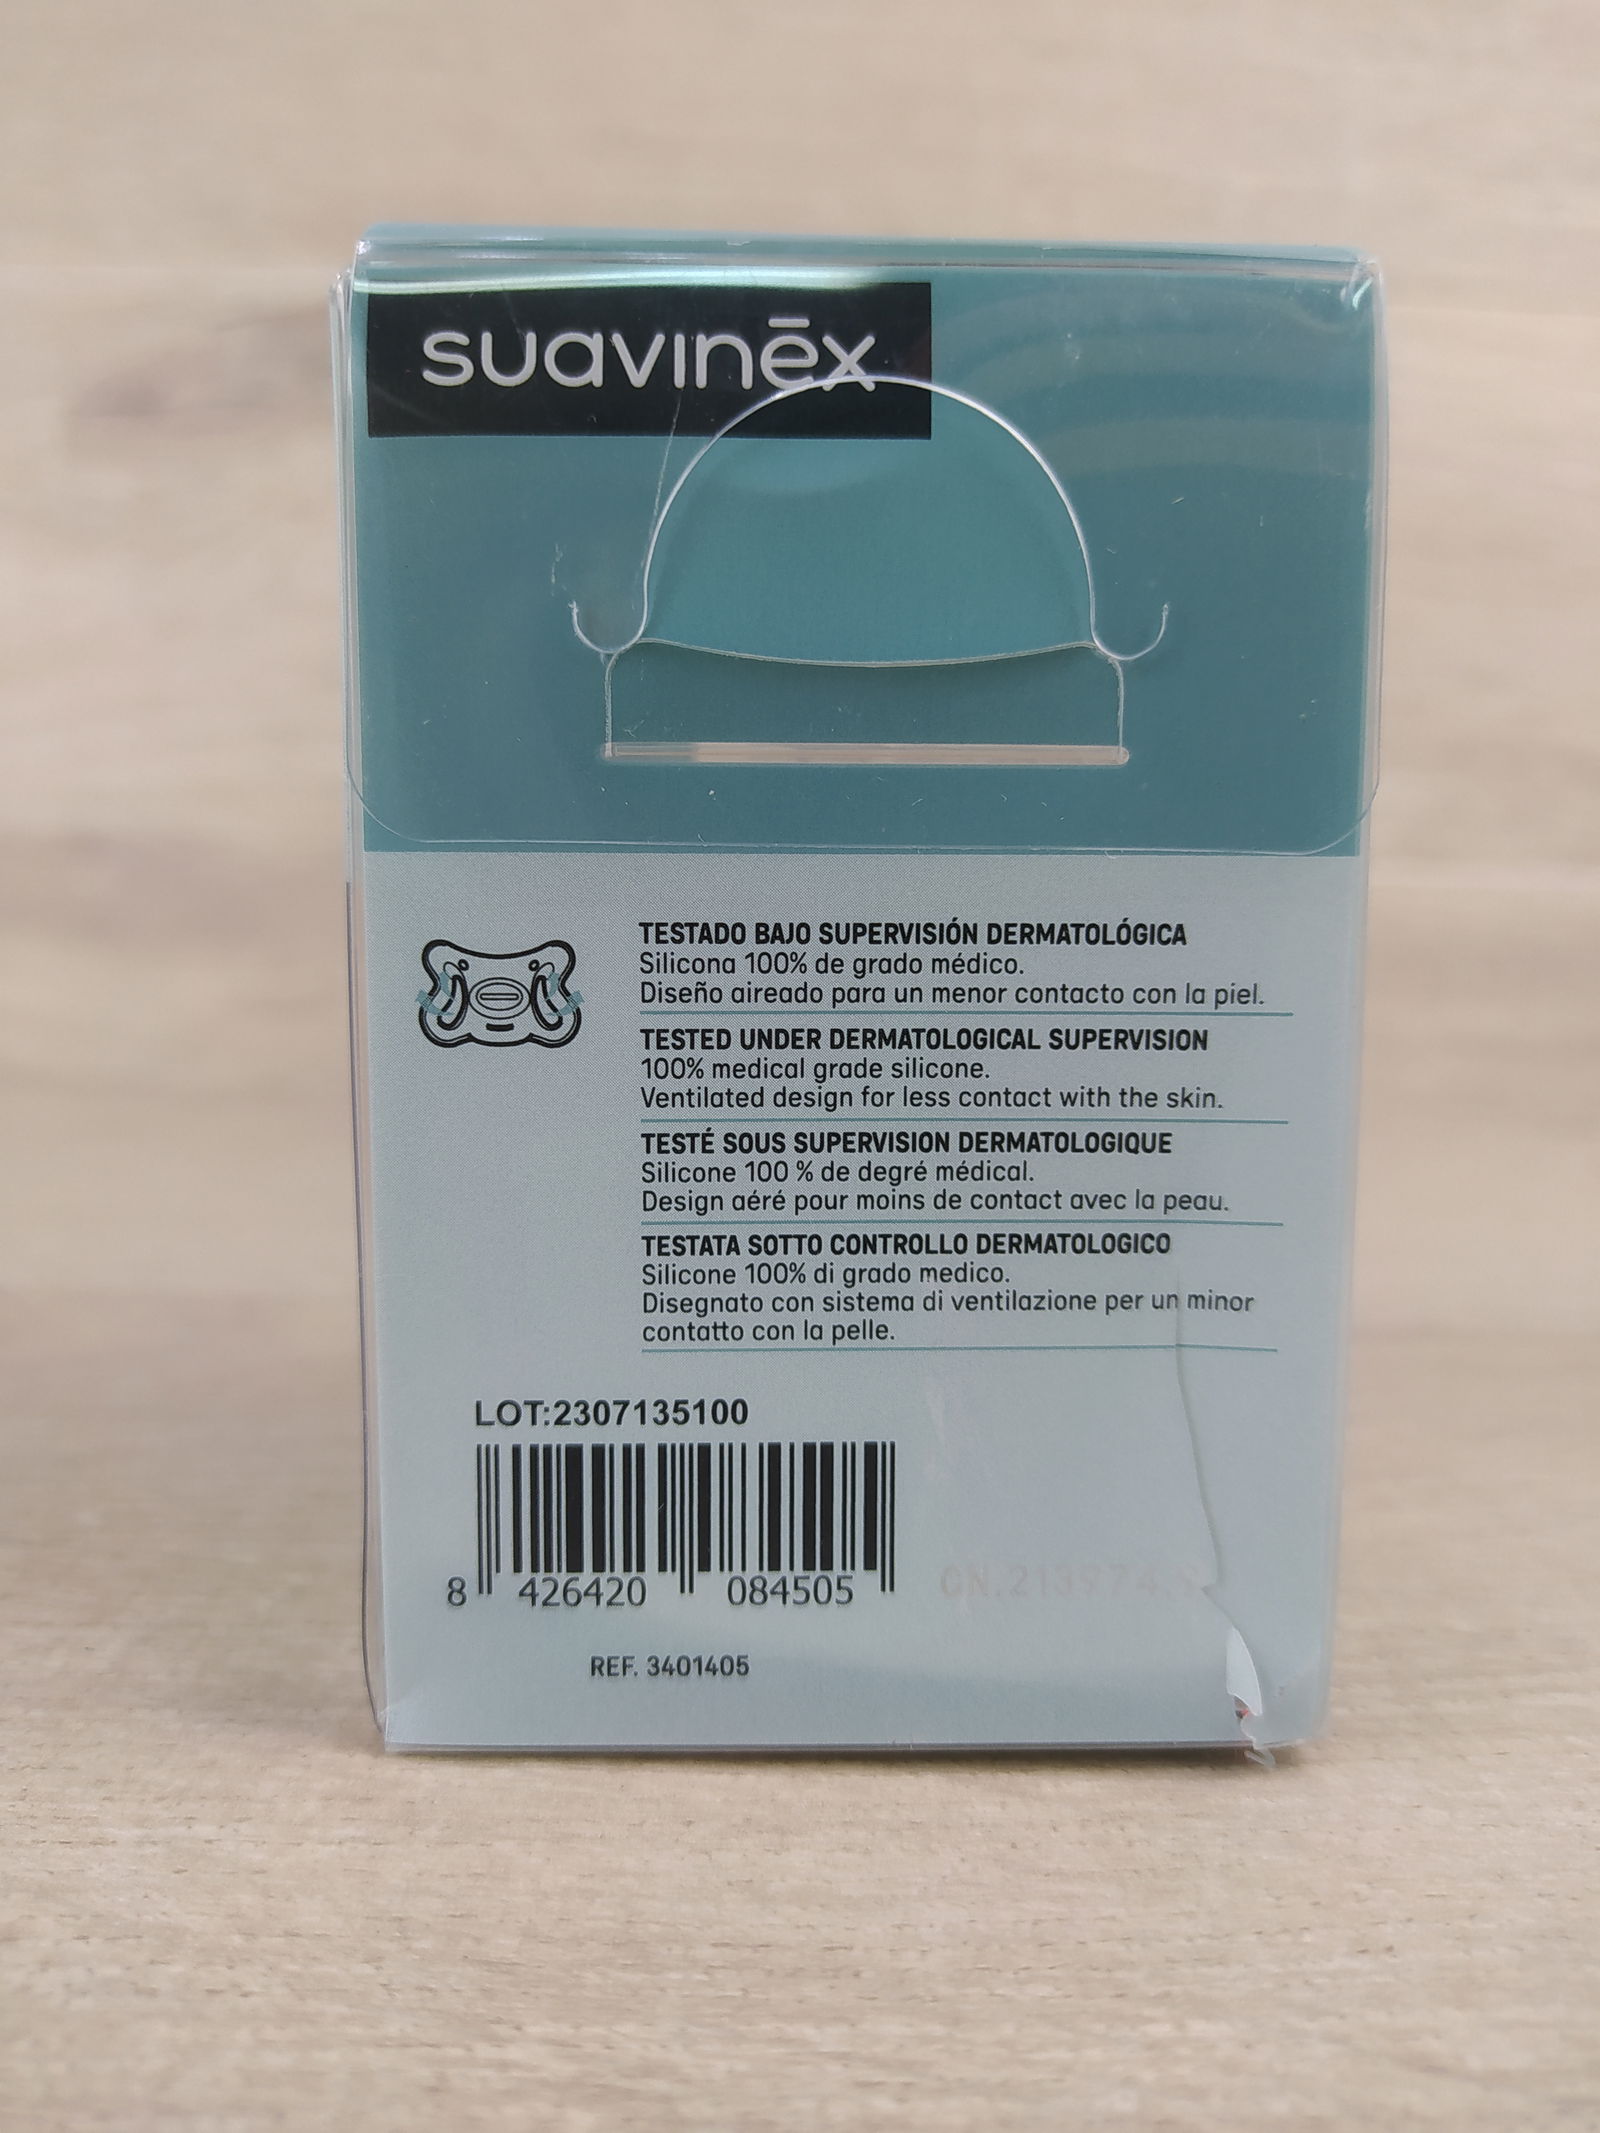 suavinēx
TESTADO BAJO SUPERVISIÓN DERMATOLÓGICA
Silicona 100% de grado médico.
Diseño aireado para un menor contacto con la piel.
TESTED UNDER DERMATOLOGICAL SUPERVISION
100% medical grade silicone.
Ventilated design for less contact with the skin.
TESTÉ SOUS SUPERVISION DERMATOLOGIQUE
Silicone 100 % de degré médical.
Design aéré pour moins de contact avec la peau.
TESTATA SOTTO CONTROLLO DERMATOLOGICO
Silicone 100% di grado medico.
Disegnato con sistema di ventilazione per un minor
contatto con la pelle.
LOT:2307135100
8 426420 084505
REF. 3401405